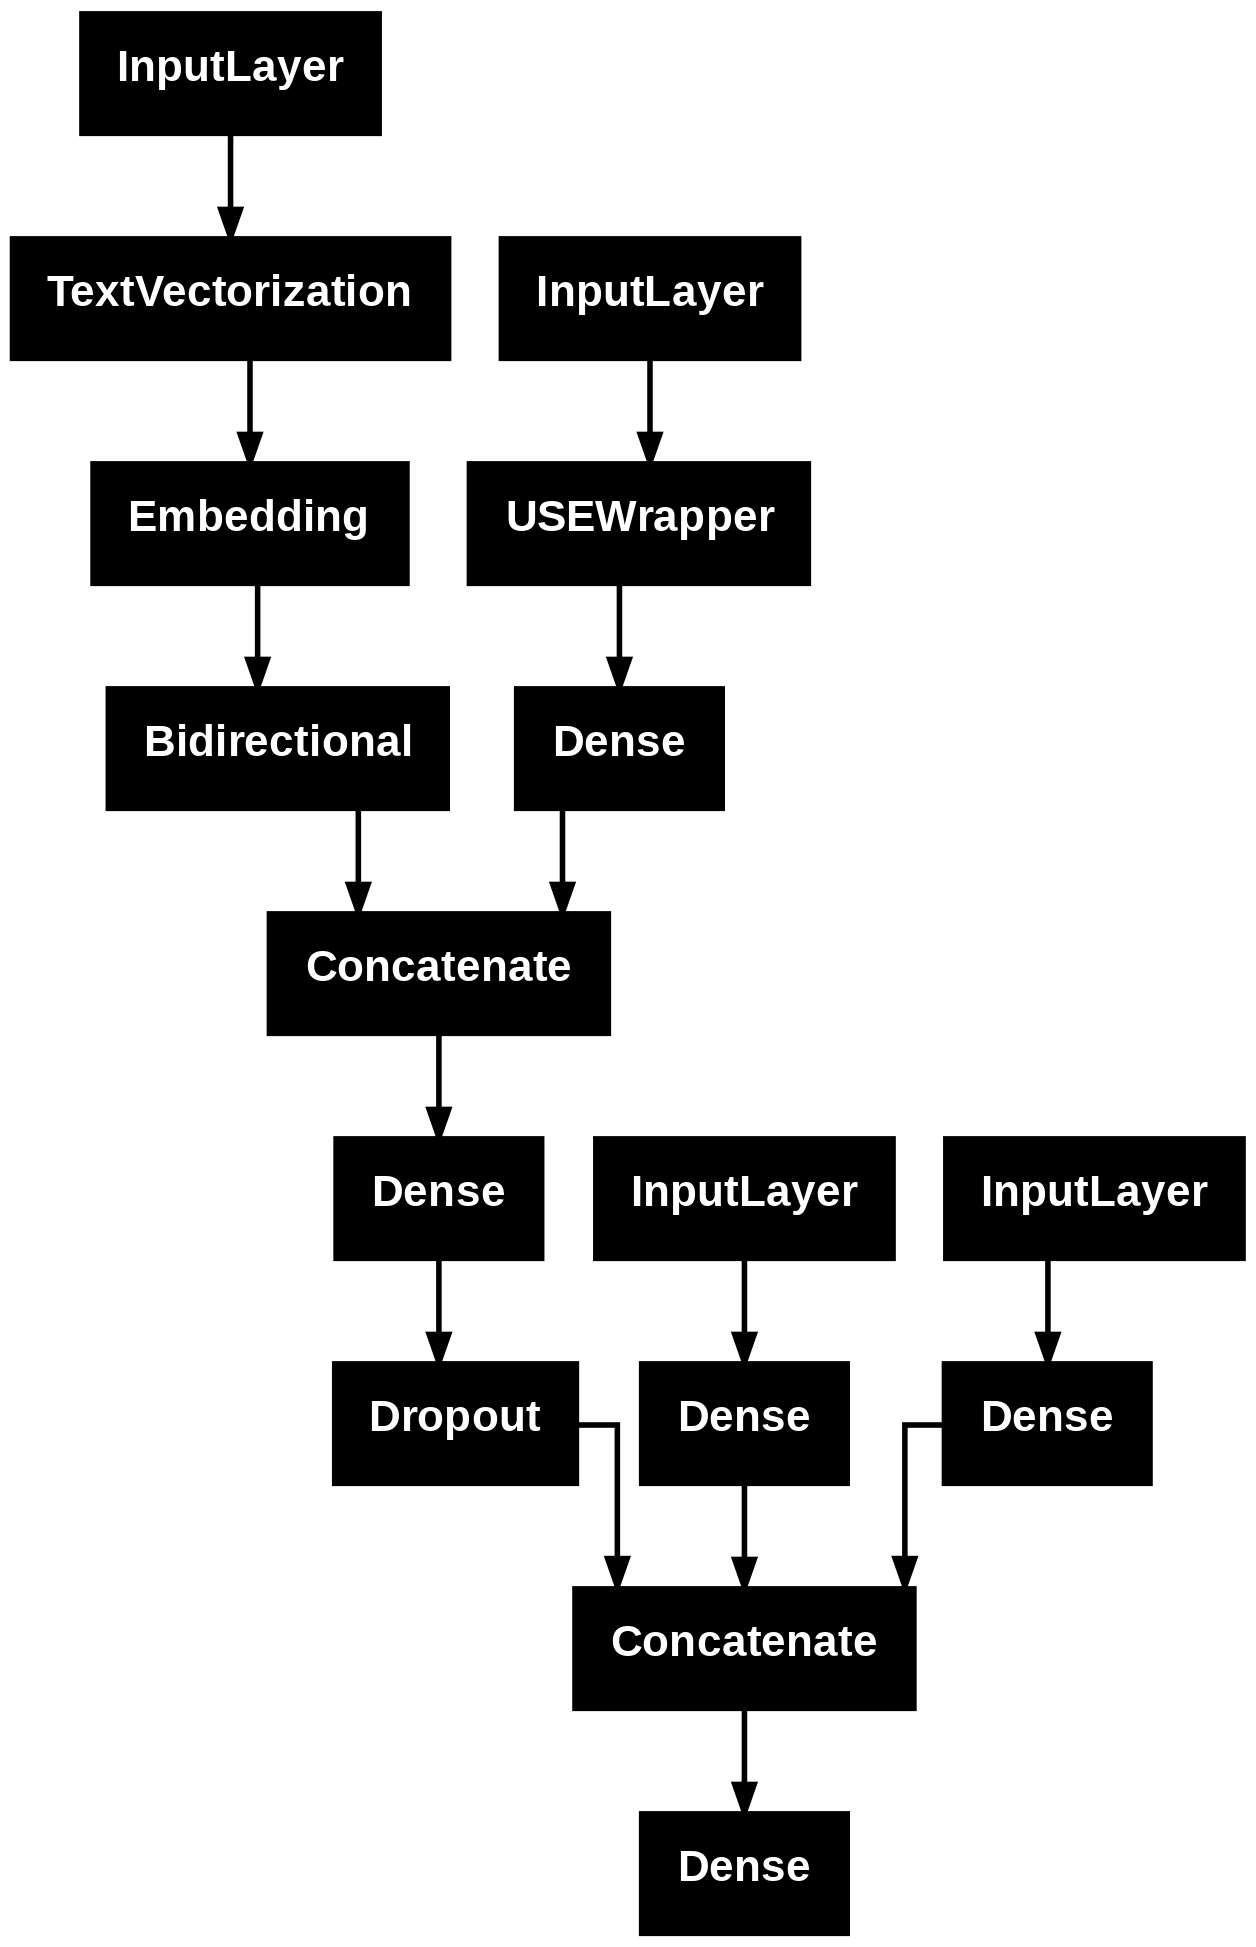 InputLayer
TextVectorization
InputLayer
Embedding
USEWrapper
Bidirectional
Dense
Concatenate
Dense
InputLayer
InputLayer
Dropout
Dense
Dense
Concatenate
Dense